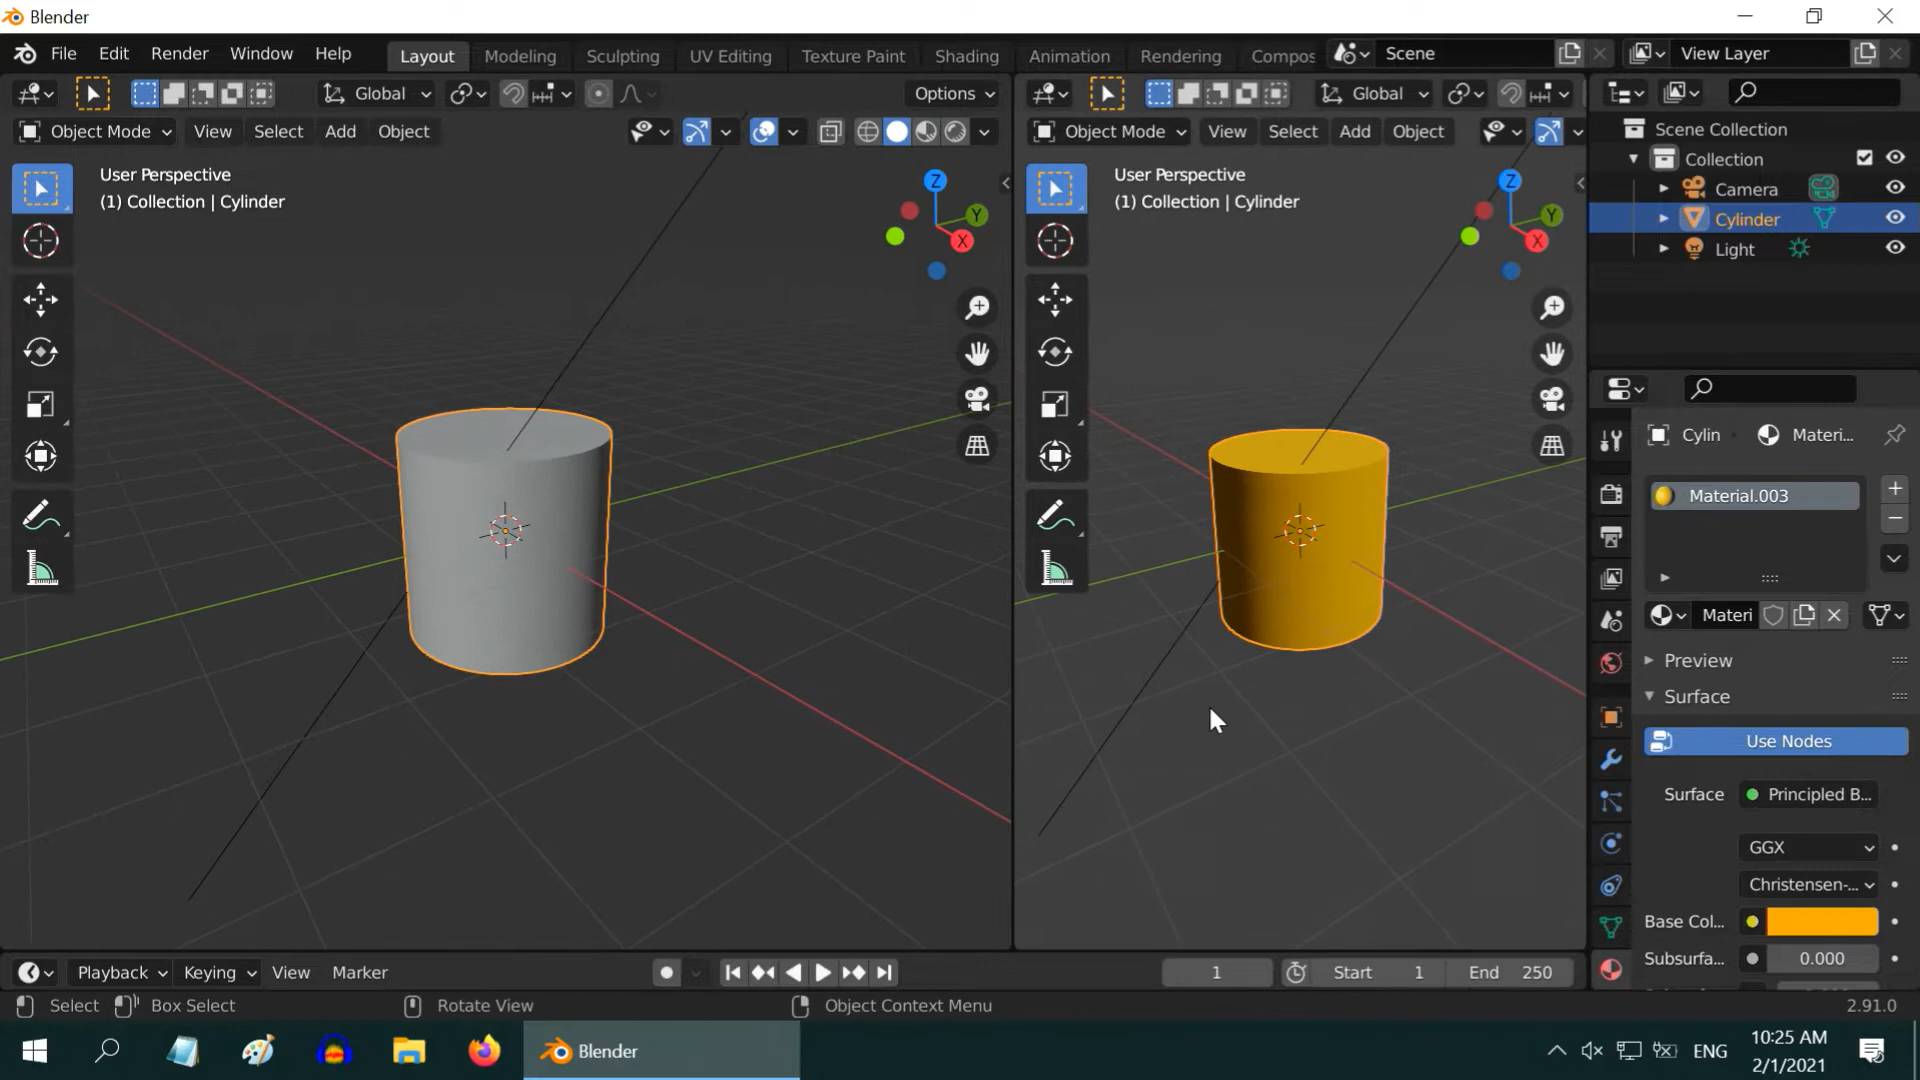 Blender
File Edit Render Window Help Layout Modeling Sculpting UV Editing Texture Paint Shading Animation Rendering Compos Scene View Layer
Global Options Global
Object Mode View Select Add Object Object Mode View Select Add Object Scene Collection
User Perspective User Perspective Collection
(1) Collection | Cylinder (1) Collection | Cylinder Camera
Z Y X Z Y X Cylinder
Light
Cylin Materi...
Material.003
Materi
Preview
Surface
Use Nodes
Surface Principled B...
GGX
Christensen-...
Base Col...
Subsurfa... 0.000
Playback Keying View Marker 1 Start 1 End 250
Select Box Select Rotate View Object Context Menu 2.91.0
Blender ENG 10:25 AM
2/1/2021